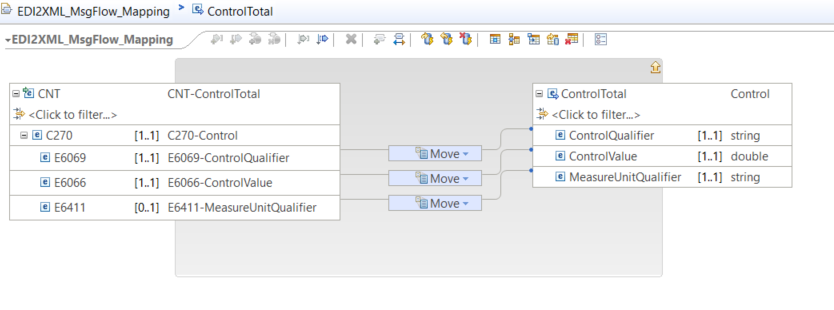 EDI2XML_MsgFlow_Mapping > ControlTotal
EDI2XML_MsgFlow_Mapping
CNT CNT-ControlTotal
<Click to filter...>
C270 [1..1] C270-Control
E6069 [1..1] E6069-ControlQualifier
E6066 [1..1] E6066-ControlValue
E6411 [0..1] E6411-MeasureUnitQualifier
Move
Move
Move
ControlTotal Control
<Click to filter...>
ControlQualifier [1..1] string
ControlValue [1..1] double
MeasureUnitQualifier [1..1] string